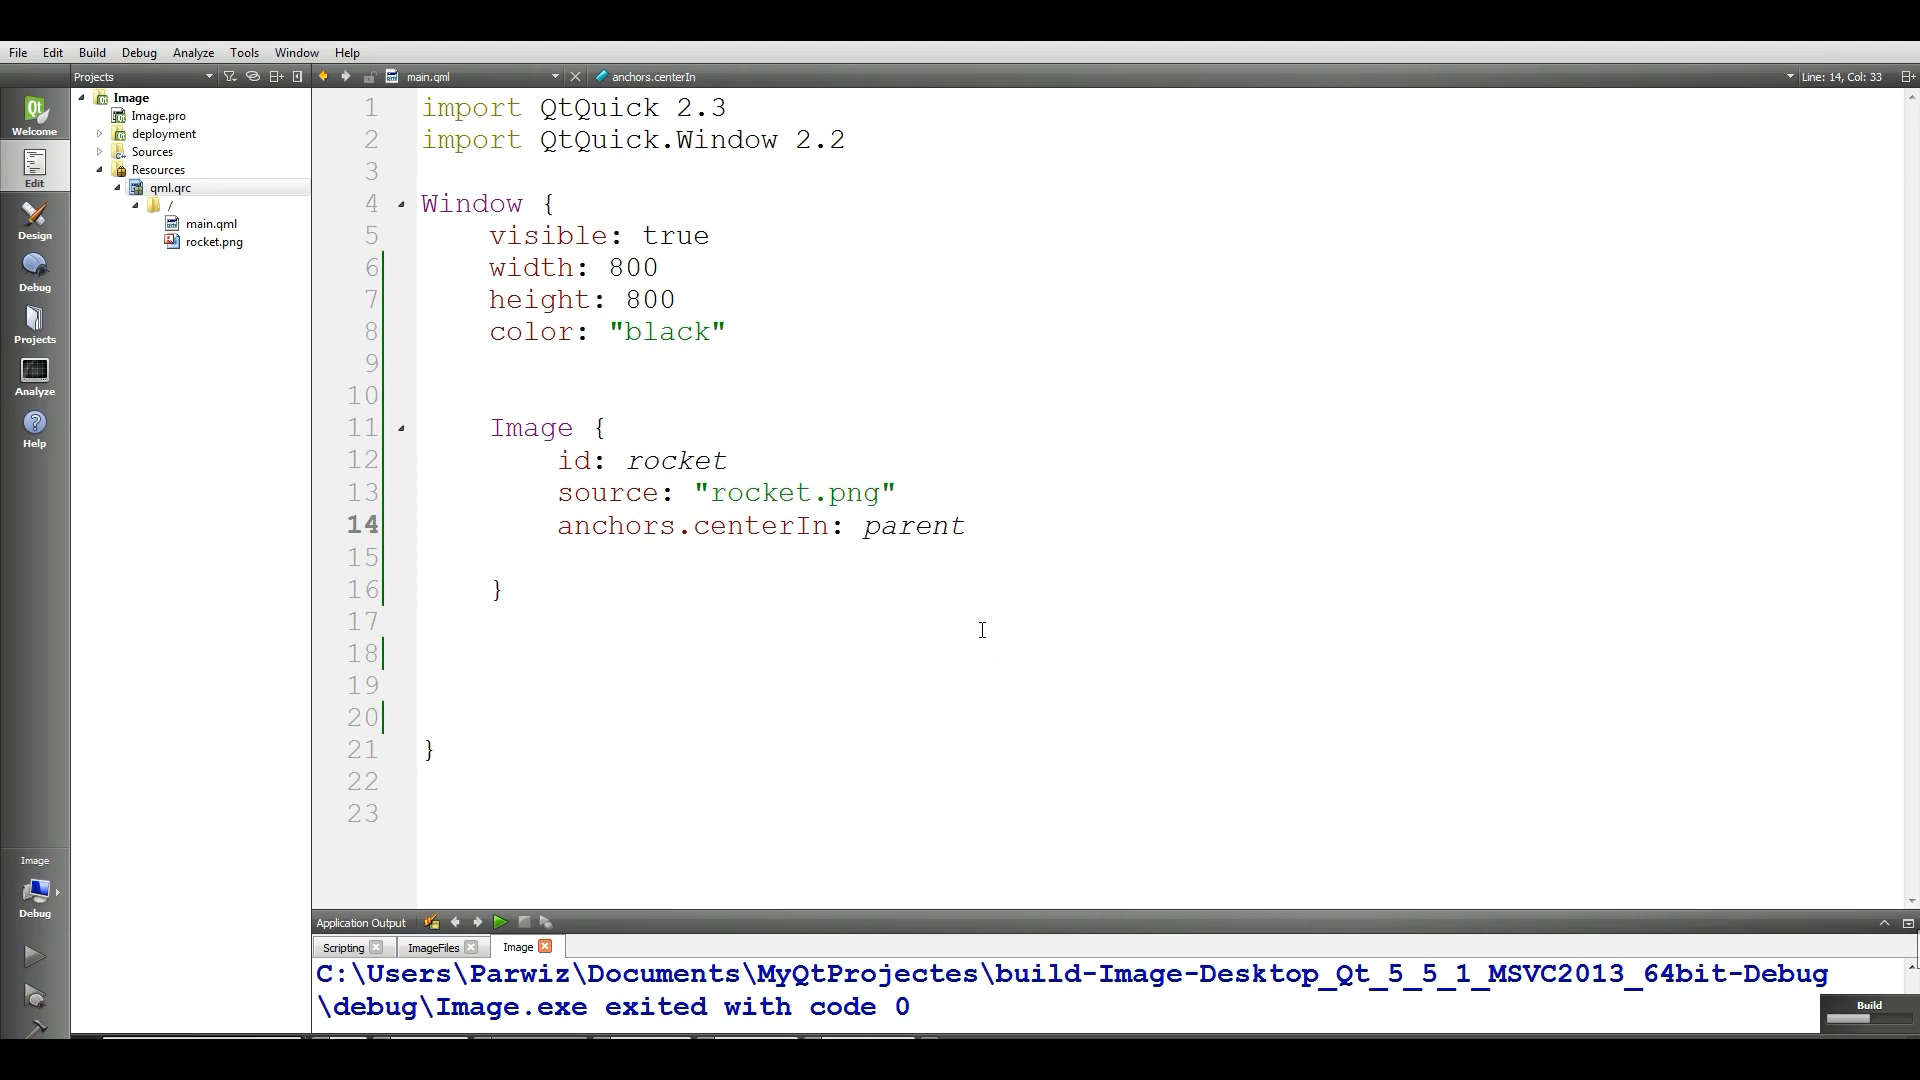 File Edit Build Debug Analyze Tools Window Help
Projects main.qml anchors.centerIn Line: 14, Col: 33
Welcome
Edit
Design
Debug
Projects
Analyze
Help
Image
Debug
Image
Image.pro
deployment
Sources
Resources
qml.qrc
/
main.qml
rocket.png
1 import QtQuick 2.3
2 import QtQuick.Window 2.2
3
4 Window {
5 visible: true
6 width: 800
7 height: 800
8 color: "black"
9
10
11 Image {
12 id: rocket
13 source: "rocket.png"
14 anchors.centerIn: parent
15
16 }
17
18
19
20
21 }
22
23
Application Output
Scripting ImageFiles Image
C:\Users\Parwiz\Documents\MyQtProjectes\build-Image-Desktop_Qt_5_5_1_MSVC2013_64bit-Debug
\debug\Image.exe exited with code 0
Build